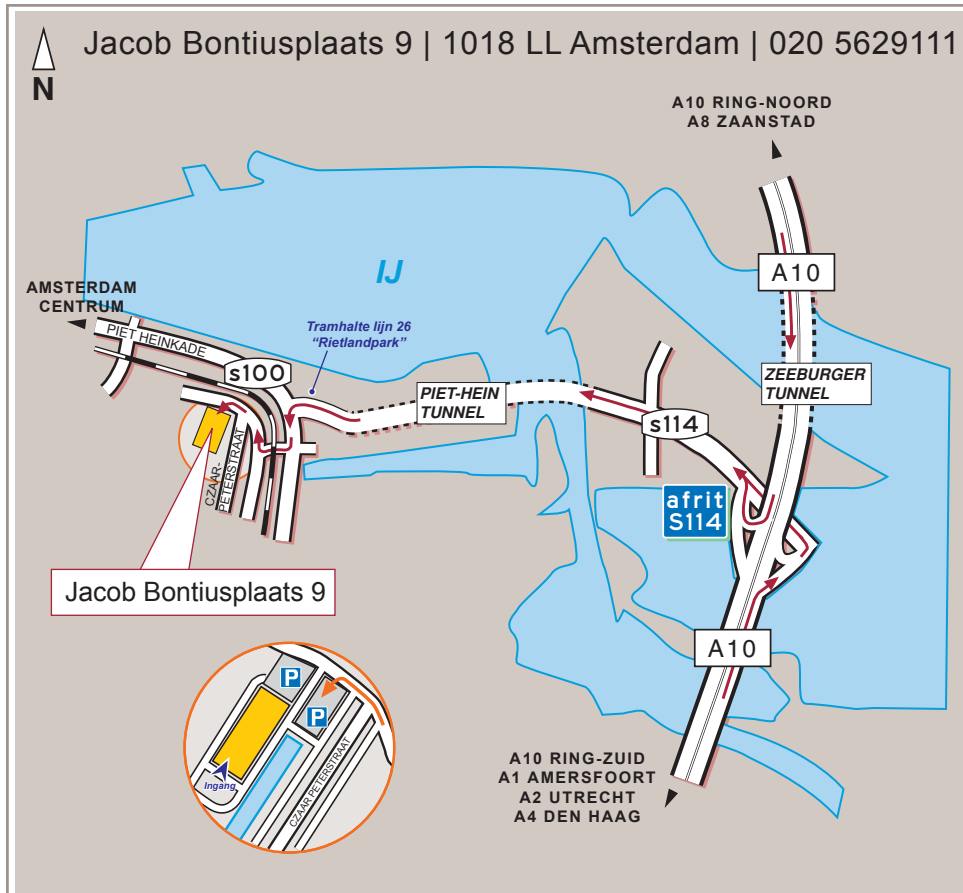 Jacob Bontiusplaats 9 | 1018 LL Amsterdam | 020 5629111
N
A10 RING-NOORD
A8 ZAANSTAD
A10
IJ
AMSTERDAM
CENTRUM
PIET HEINKADE
Tramhalte lijn 26
“Rietlandpark”
s100
PIET-HEIN
TUNNEL
ZEEBURGER
TUNNEL
s114
CZAAR-
PETERSTRAAT
afrit
S114
Jacob Bontiusplaats 9
A10
P
P
CZAAR PETERSTRAAT
Ingang
A10 RING-ZUID
A1 AMERSFOORT
A2 UTRECHT
A4 DEN HAAG